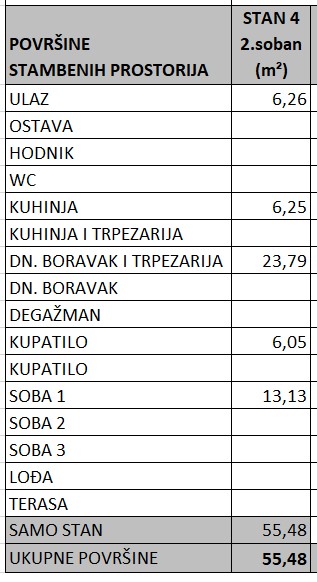 POVRŠINE
STAMBENIH PROSTORIJA
STAN 4
2.soban
(m²)
ULAZ 6,26
OSTAVA
HODNIK
WC
KUHINJA 6,25
KUHINJA I TRPEZARIJA
DN. BORAVAK I TRPEZARIJA 23,79
DN. BORAVAK
DEGAŽMAN
KUPATILO 6,05
KUPATILO
SOBA 1 13,13
SOBA 2
SOBA 3
LOĐA
TERASA
SAMO STAN 55,48
UKUPNE POVRŠINE 55,48